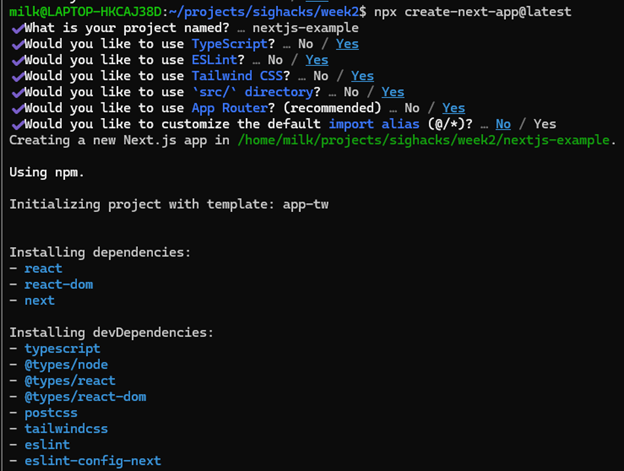 milk@LAPTOP-HKCAJ38D:~/projects/sighacks/week2$ npx create-next-app@latest
✔What is your project named? … nextjs-example
✔Would you like to use TypeScript? … No / Yes
✔Would you like to use ESLint? … No / Yes
✔Would you like to use Tailwind CSS? … No / Yes
✔Would you like to use `src/` directory? … No / Yes
✔Would you like to use App Router? (recommended) … No / Yes
✔Would you like to customize the default import alias (@/*)? … No / Yes
Creating a new Next.js app in /home/milk/projects/sighacks/week2/nextjs-example.
Using npm.
Initializing project with template: app-tw
Installing dependencies:
- react
- react-dom
- next
Installing devDependencies:
- typescript
- @types/node
- @types/react
- @types/react-dom
- postcss
- tailwindcss
- eslint
- eslint-config-next